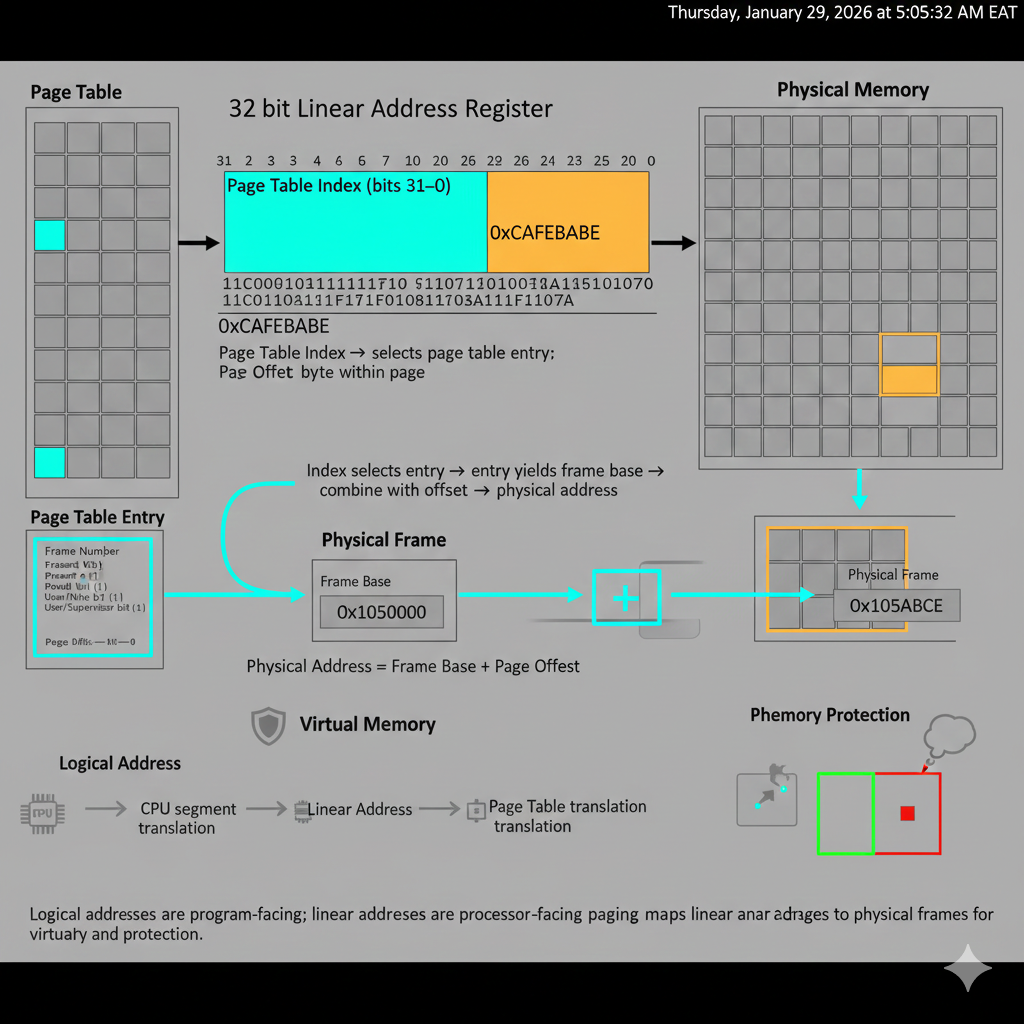 Thursday, January 29, 2026 at 5:05:32 AM EAT
Page Table
32 bit Linear Address Register
Physical Memory
31 2 3 3 4 6 6 7 10 20 26 22 26 24 23 25 20 0
Page Table Index (bits 31–0)
0xCAFEBABE
0xCAFEBABE
Page Table Index → selects page table entry;
Pag Offet byte within page
Index selects entry → entry yields frame base →
combine with offset → physical address
Page Table Entry
Frame Number
User/Supervisar bit (1)
Physical Frame
Frame Base
0x1050000
+
Physical Frame
0x105ABCE
Physical Address = Frame Base + Page Offest
Virtual Memory
Phemory Protection
Logical Address
CPU segment
translation
Linear Address
Page Table translation
translation
Logical addresses are program-facing; linear addreses are processor-facing paging maps linear to physical frames for
and protection.